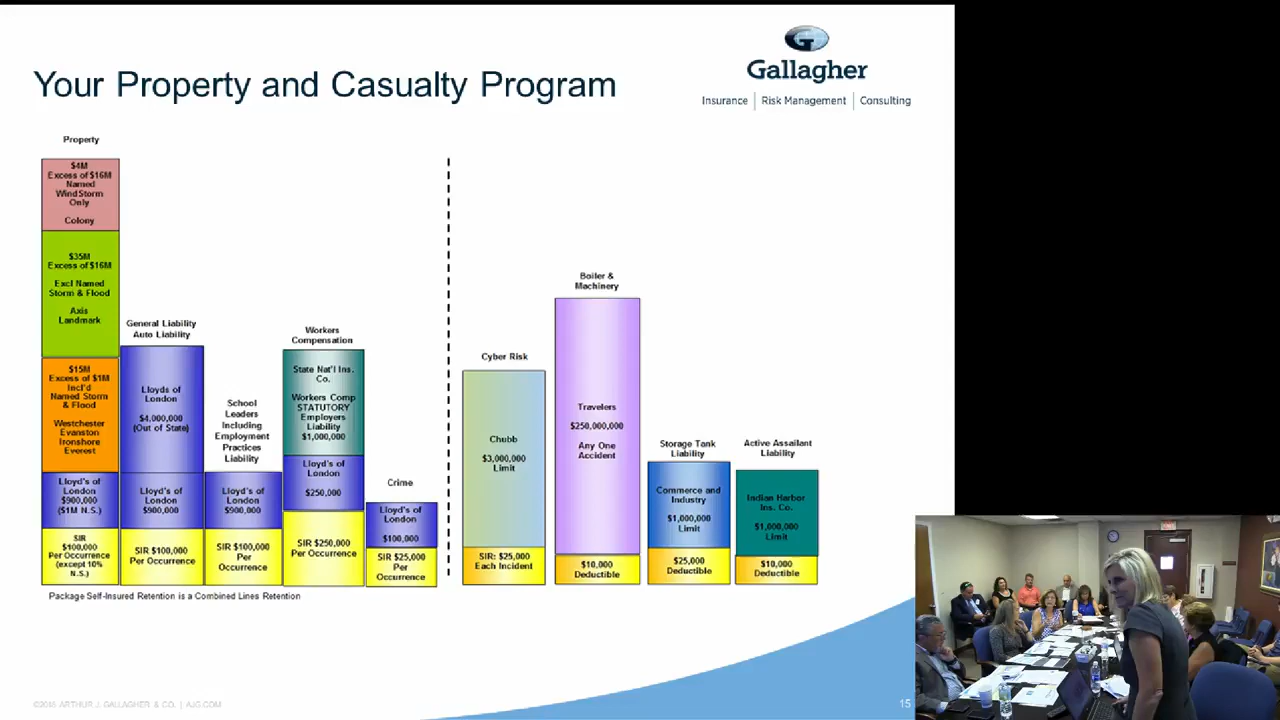 Your Property and Casualty Program
Gallagher
Insurance | Risk Management | Consulting
Property
$4M
Excess of $16M
Named
Wind Storm
Only
Colony
$35M
Excess of $16M
Excl Named
Storm & Flood
Axis
Landmark
$15M
Excess of $1M
Incl'd
Named Storm
& Flood
Westchester
Evanston
Ironshore
Everest
Lloyd's of
London
$900,000
($1M N.S.)
SIR
$100,000
Per Occurrence
(except 10%
N.S.)
General Liability
Auto Liability
Lloyds of
London
$4,000,000
(Out of State)
Lloyd's of
London
$900,000
SIR $100,000
Per Occurrence
School
Leaders
Including
Employment
Practices
Liability
Lloyd's of
London
$900,000
SIR $100,000
Per
Occurrence
Workers
Compensation
State Nat'l Ins.
Co.
Workers Comp
STATUTORY
Employers
Liability
$1,000,000
Lloyd's of
London
$250,000
SIR $250,000
Per Occurrence
Crime
Lloyd's of
London
$100,000
SIR $25,000
Per
Occurrence
Cyber Risk
Chubb
$3,000,000
Limit
SIR: $25,000
Each Incident
Boiler &
Machinery
Travelers
$250,000,000
Any One
Accident
$10,000
Deductible
Storage Tank
Liability
Commerce and
Industry
$1,000,000
Limit
$25,000
Deductible
Active Assailant
Liability
Indian Harbor
Ins. Co.
$1,000,000
Limit
$10,000
Deductible
Package Self-Insured Retention is a Combined Lines Retention
ARTHUR J. GALLAGHER & CO. | AJG.COM
15